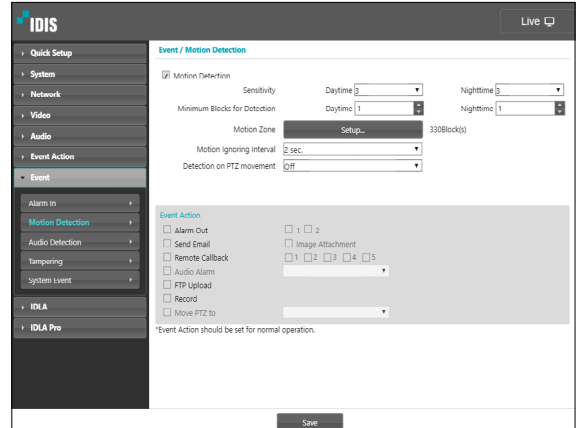 IDIS
Live
Quick Setup
System
Network
Video
Audio
Event Action
Event
Alarm In
Motion Detection
Audio Detection
Tampering
System Event
IDLA
IDLA Pro
Event / Motion Detection
Motion Detection
Sensitivity Daytime 3 Nighttime 3
Minimum Blocks for Detection Daytime 1 Nighttime 1
Motion Zone Setup... 330Block(s)
Motion Ignoring Interval 2 sec.
Detection on PTZ movement Off
Event Action
Alarm Out 1 2
Send Email Image Attachment
Remote Callback 1 2 3 4 5
Audio Alarm
FTP Upload
Record
Move PTZ to
*Event Action should be set for normal operation.
Save